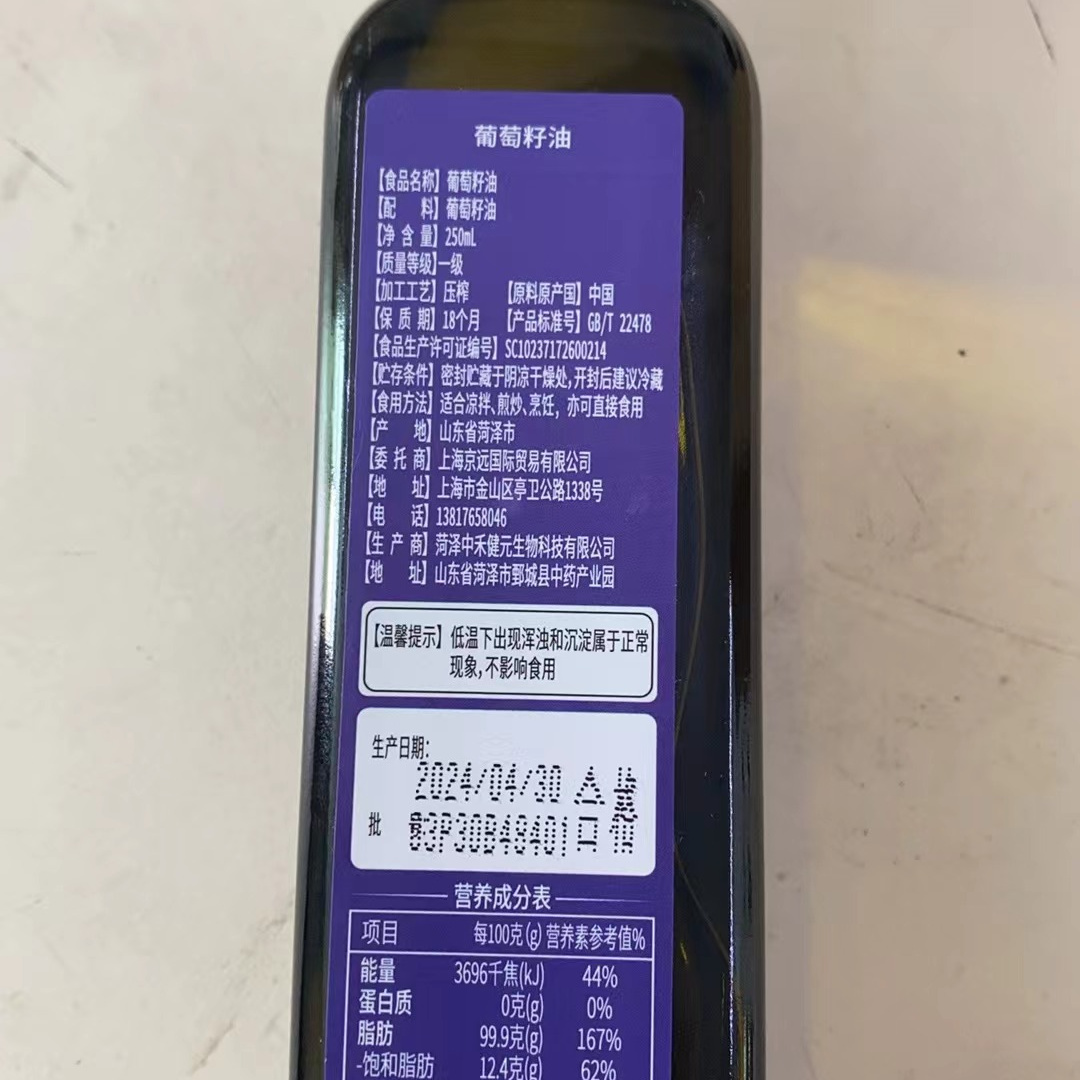 葡萄籽油
【食品名称】葡萄籽油
【配 料】葡萄籽油
【净 含 量】250mL
【质量等级】一级
【加工工艺】压榨 【原料原产国】中国
【保 质 期】18个月 【产品标准号】GB/T 22478
【食品生产许可证编号】SC10237172600214
【贮存条件】密封贮藏于阴凉干燥处,开封后建议冷藏
【食用方法】适合凉拌、煎炒、烹饪，亦可直接食用
【产 地】山东省菏泽市
【委 托 商】上海京远国际贸易有限公司
【地 址】上海市金山区亭卫公路1338号
【电 话】13817658046
【生 产 商】菏泽中禾健元生物科技有限公司
【地 址】山东省菏泽市鄄城县中药产业园
【温馨提示】低温下出现浑浊和沉淀属于正常
现象,不影响食用
生产日期:
2024/04/30
批
营养成分表
项目 每100克(g) 营养素参考值%
能量 3696千焦(kJ) 44%
蛋白质 0克(g) 0%
脂肪 99.9克(g) 167%
-饱和脂肪 12.4克(g) 62%